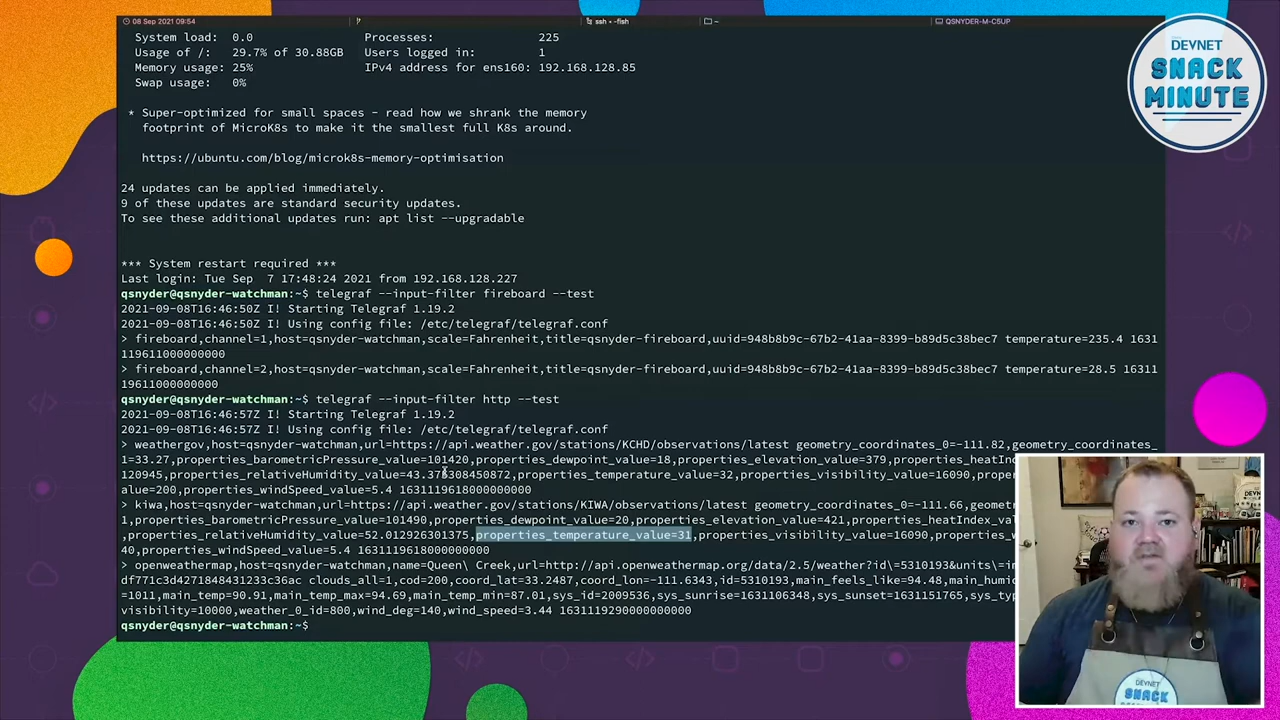 08 Sep 2021 09:54
ssh • -fish
~
QSNYDER-M-C5UP
DEVNET
SNACK
MINUTE
System load: 0.0 Processes: 225
Usage of /: 29.7% of 30.88GB Users logged in: 1
Memory usage: 25% IPv4 address for ens160: 192.168.128.85
Swap usage: 0%
* Super-optimized for small spaces - read how we shrank the memory
footprint of MicroK8s to make it the smallest full K8s around.
https://ubuntu.com/blog/microk8s-memory-optimisation
24 updates can be applied immediately.
9 of these updates are standard security updates.
To see these additional updates run: apt list --upgradable
*** System restart required ***
Last login: Tue Sep 7 17:48:24 2021 from 192.168.128.227
qsnyder@qsnyder-watchman:~$ telegraf --input-filter fireboard --test
2021-09-08T16:46:50Z I! Starting Telegraf 1.19.2
2021-09-08T16:46:50Z I! Using config file: /etc/telegraf/telegraf.conf
> fireboard,channel=1,host=qsnyder-watchman,scale=Fahrenheit,title=qsnyder-fireboard,uuid=948b8b9c-67b2-41aa-8399-b89d5c38bec7 temperature=235.4 1631
119611000000000
> fireboard,channel=2,host=qsnyder-watchman,scale=Fahrenheit,title=qsnyder-fireboard,uuid=948b8b9c-67b2-41aa-8399-b89d5c38bec7 temperature=28.5 16311
19611000000000
qsnyder@qsnyder-watchman:~$ telegraf --input-filter http --test
2021-09-08T16:46:57Z I! Starting Telegraf 1.19.2
2021-09-08T16:46:57Z I! Using config file: /etc/telegraf/telegraf.conf
> weathergov,host=qsnyder-watchman,url=https://api.weather.gov/stations/KCHD/observations/latest geometry_coordinates_0=-111.82,geometry_coordinates_
1=33.27,properties_barometricPressure_value=101420,properties_dewpoint_value=18,properties_elevation_value=379,properties_heatIn
120945,properties_relativeHumidity_value=43.376308450872,properties_temperature_value=32,properties_visibility_value=16090,properties_w
value=200,properties_windSpeed_value=5.4 1631119618000000000
> kiwa,host=qsnyder-watchman,url=https://api.weather.gov/stations/KIWA/observations/latest geometry_coordinates_0=-111.66,geom
1,properties_barometricPressure_value=101490,properties_dewpoint_value=20,properties_elevation_value=421,properties_heatIndex_val
properties_relativeHumidity_value=52.012926301375,properties_temperature_value=31,properties_visibility_value=16090,properties_w
40,properties_windSpeed_value=5.4 1631119618000000000
> openweathermap,host=qsnyder-watchman,name=Queen\ Creek,url=http://api.openweathermap.org/data/2.5/weather?id\=5310193&units\=
df771c3d4271848431233c36ac clouds_all=1,cod=200,coord_lat=33.2487,coord_lon=-111.6343,id=5310193,main_feels_like=94.48,main_humid
=1011,main_temp=90.91,main_temp_max=94.69,main_temp_min=87.01,sys_id=2009536,sys_sunrise=1631106348,sys_sunset=1631151765,sys_typ
visibility=10000,weather_0_id=800,wind_deg=140,wind_speed=3.44 1631119290000000000
qsnyder@qsnyder-watchman:~$
DEVNET
SNACK